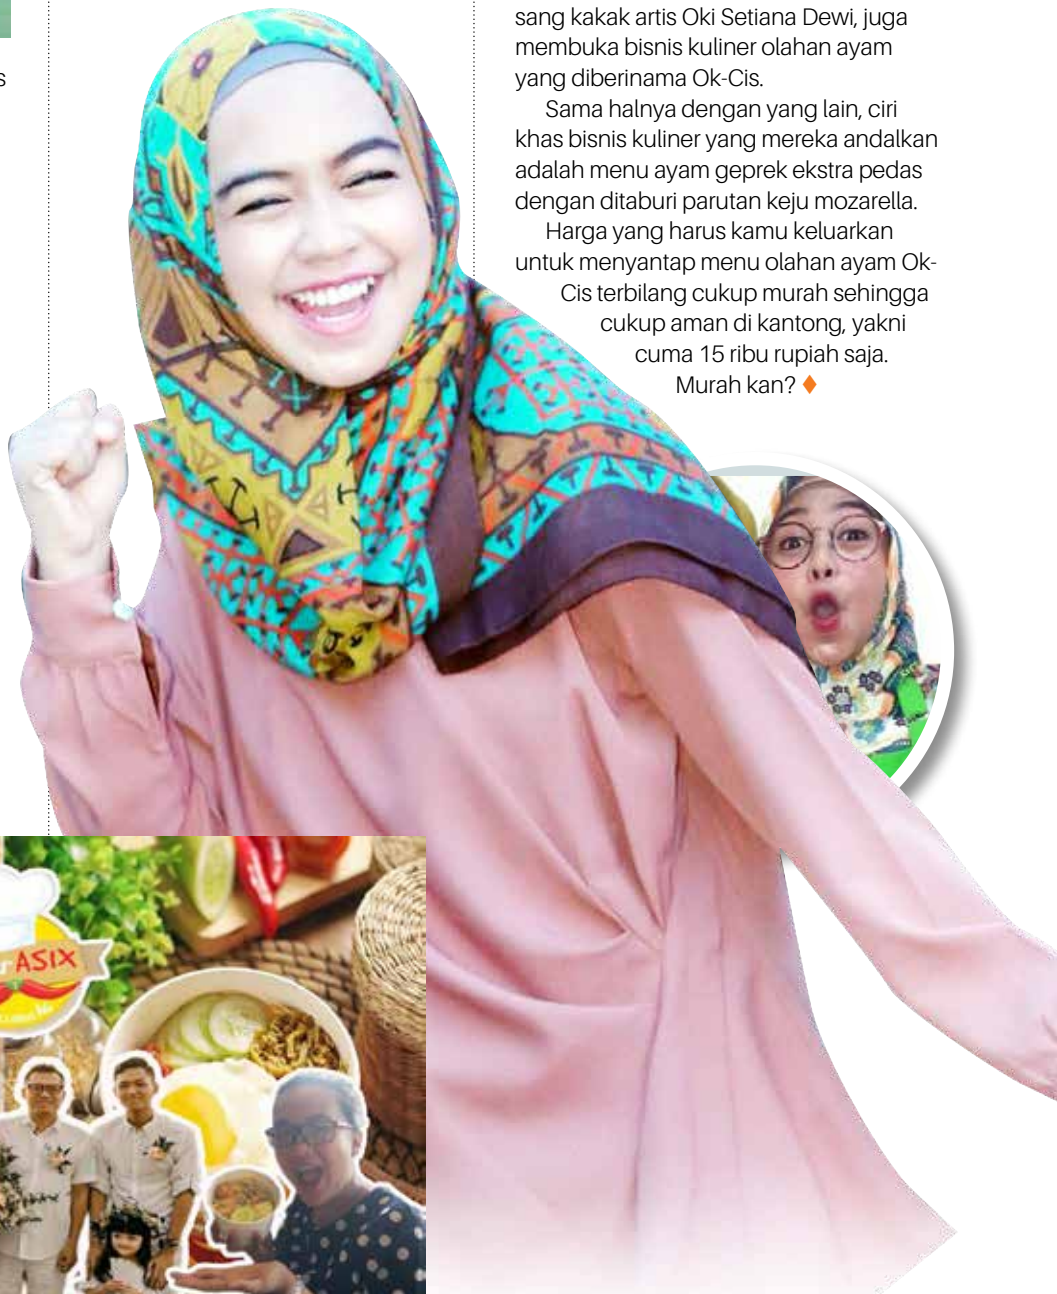 s
sang kakak artis Oki Setiana Dewi, juga
membuka bisnis kuliner olahan ayam
yang diberinama Ok-Cis.
Sama halnya dengan yang lain, ciri
khas bisnis kuliner yang mereka andalkan
adalah menu ayam geprek ekstra pedas
dengan ditaburi parutan keju mozarella.
Harga yang harus kamu keluarkan
untuk menyantap menu olahan ayam Ok-
Cis terbilang cukup murah sehingga
cukup aman di kantong, yakni
cuma 15 ribu rupiah saja.
Murah kan?
ASIX